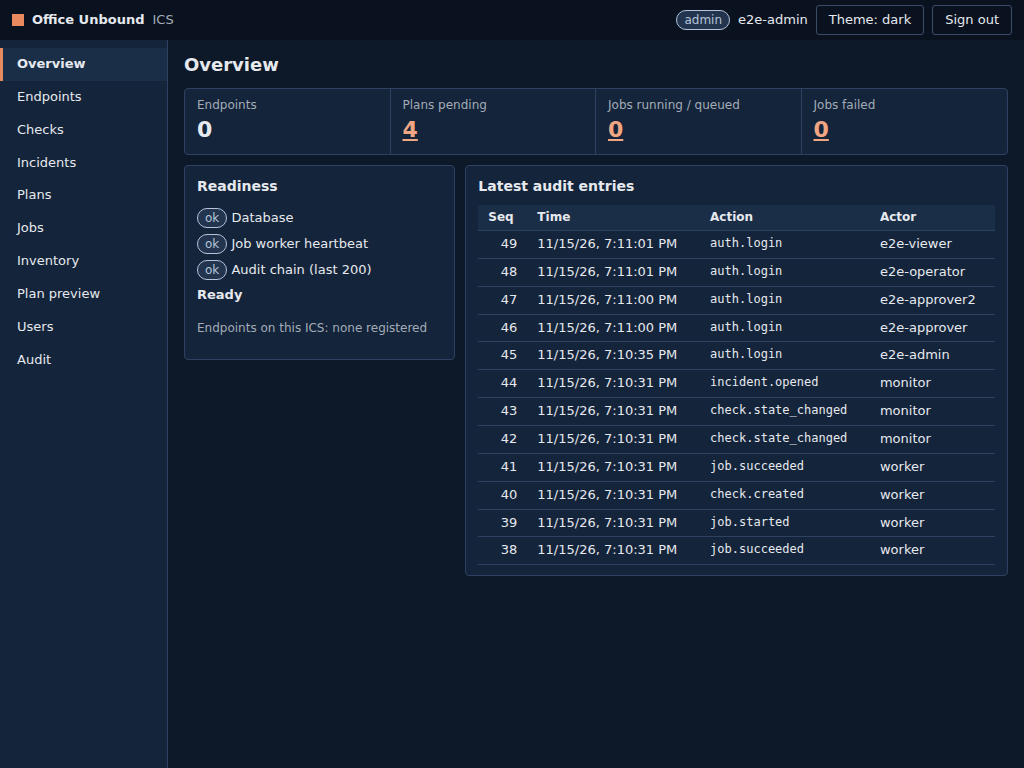 Office Unbound ICS
admin e2e-admin Theme: dark Sign out
Overview
Endpoints
Checks
Incidents
Plans
Jobs
Inventory
Plan preview
Users
Audit
Overview
Endpoints Plans pending Jobs running / queued Jobs failed
0 4 0 0
Readiness
ok Database
ok Job worker heartbeat
ok Audit chain (last 200)
Ready
Endpoints on this ICS: none registered
Latest audit entries
Seq Time Action Actor
49 11/15/26, 7:11:01 PM auth.login e2e-viewer
48 11/15/26, 7:11:01 PM auth.login e2e-operator
47 11/15/26, 7:11:00 PM auth.login e2e-approver2
46 11/15/26, 7:11:00 PM auth.login e2e-approver
45 11/15/26, 7:10:35 PM auth.login e2e-admin
44 11/15/26, 7:10:31 PM incident.opened monitor
43 11/15/26, 7:10:31 PM check.state_changed monitor
42 11/15/26, 7:10:31 PM check.state_changed monitor
41 11/15/26, 7:10:31 PM job.succeeded worker
40 11/15/26, 7:10:31 PM check.created worker
39 11/15/26, 7:10:31 PM job.started worker
38 11/15/26, 7:10:31 PM job.succeeded worker